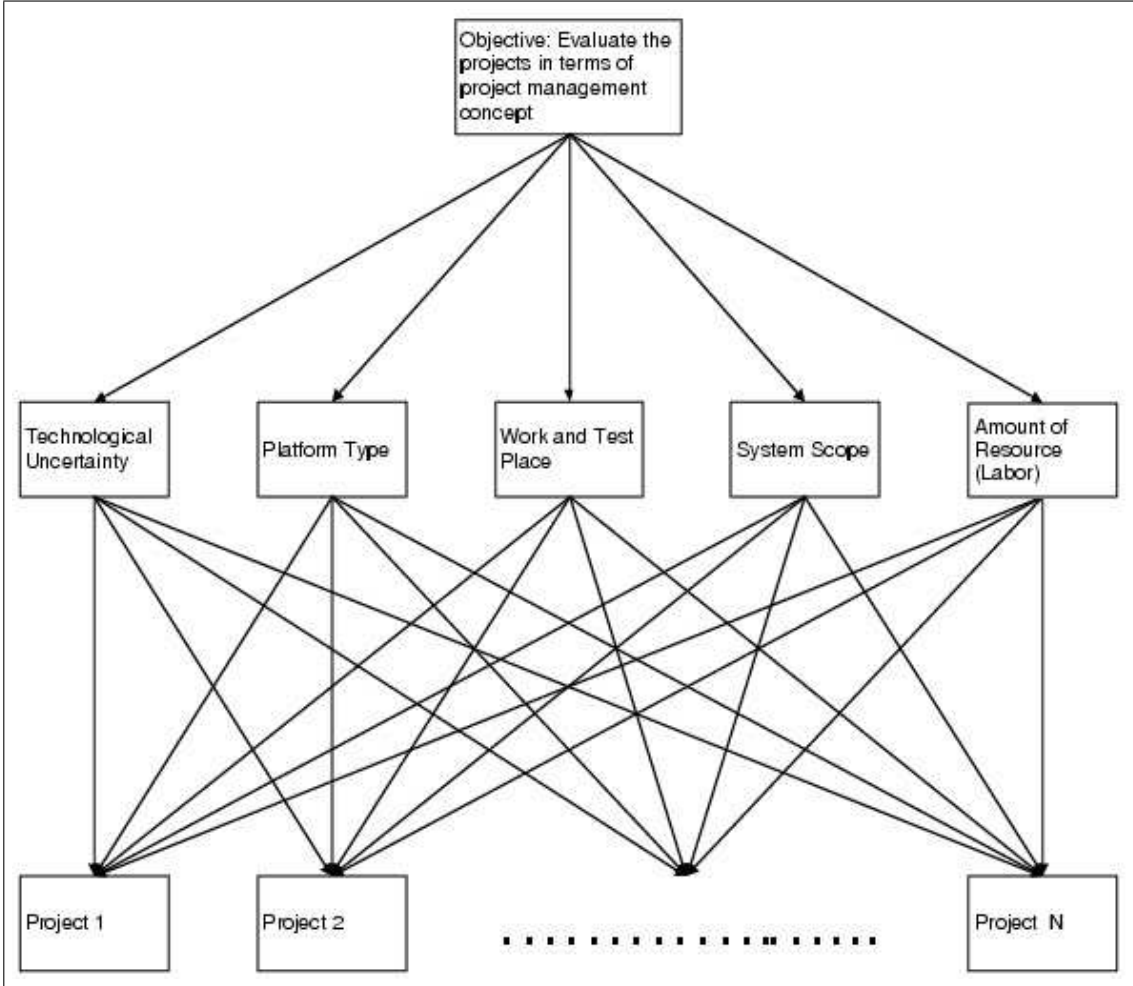 Objective: Evaluate the
projects in terms of
project management
concept
Technological
Uncertainty
Platform Type
Work and Test
Place
System Scope
Amount of
Resource
(Labor)
Project 1
Project 2
Project N